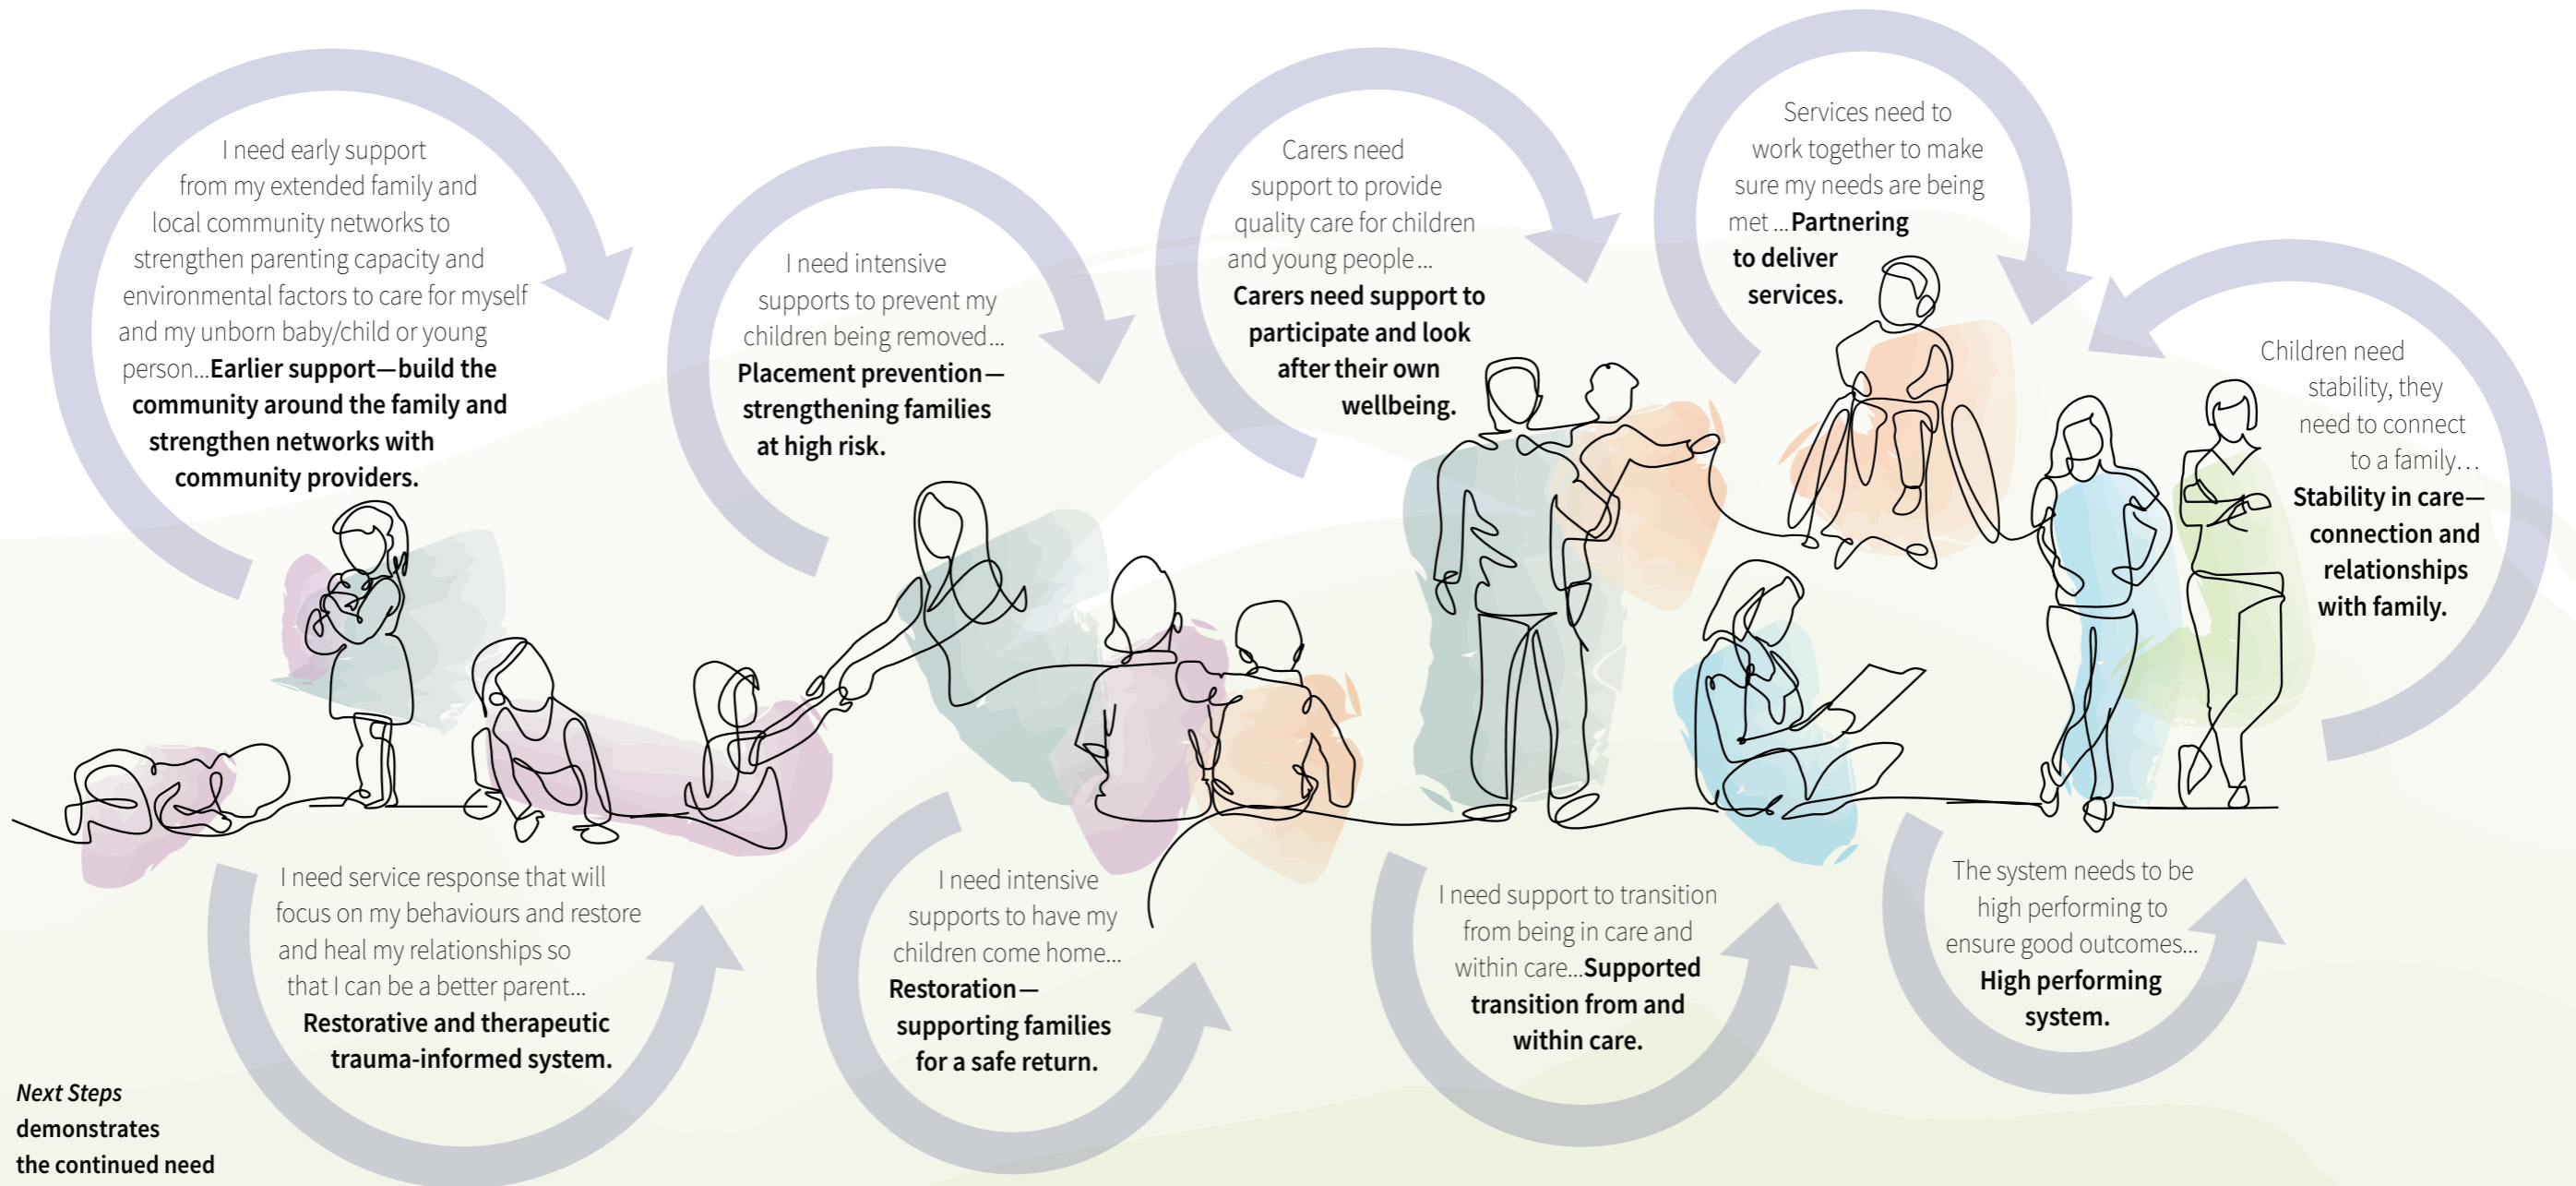 I need early support
from my extended family and
local community networks to
strengthen parenting capacity and
environmental factors to care for myself
and my unborn baby/child or young
person...Earlier support—build the
community around the family and
strengthen networks with
community providers.
I need service response that will
focus on my behaviours and restore
and heal my relationships so
that I can be a better parent...
Restorative and therapeutic
trauma-informed system.
I need intensive
supports to prevent my
children being removed...
Placement prevention—
strengthening families
at high risk.
I need intensive
supports to have my
children come home...
Restoration—
supporting families
for a safe return.
Carers need
support to provide
quality care for children
and young people...
Carers need support to
participate and look
after their own
wellbeing.
I need support to transition
from being in care and
within care...Supported
transition from and
within care.
Services need to
work together to make
sure my needs are being
met...Partnering
to deliver
services.
The system needs to be
high performing to
ensure good outcomes...
High performing
system.
Children need
stability, they
need to connect
to a family...
Stability in care—
connection and
relationships
with family.
Next Steps
demonstrates
the continued need